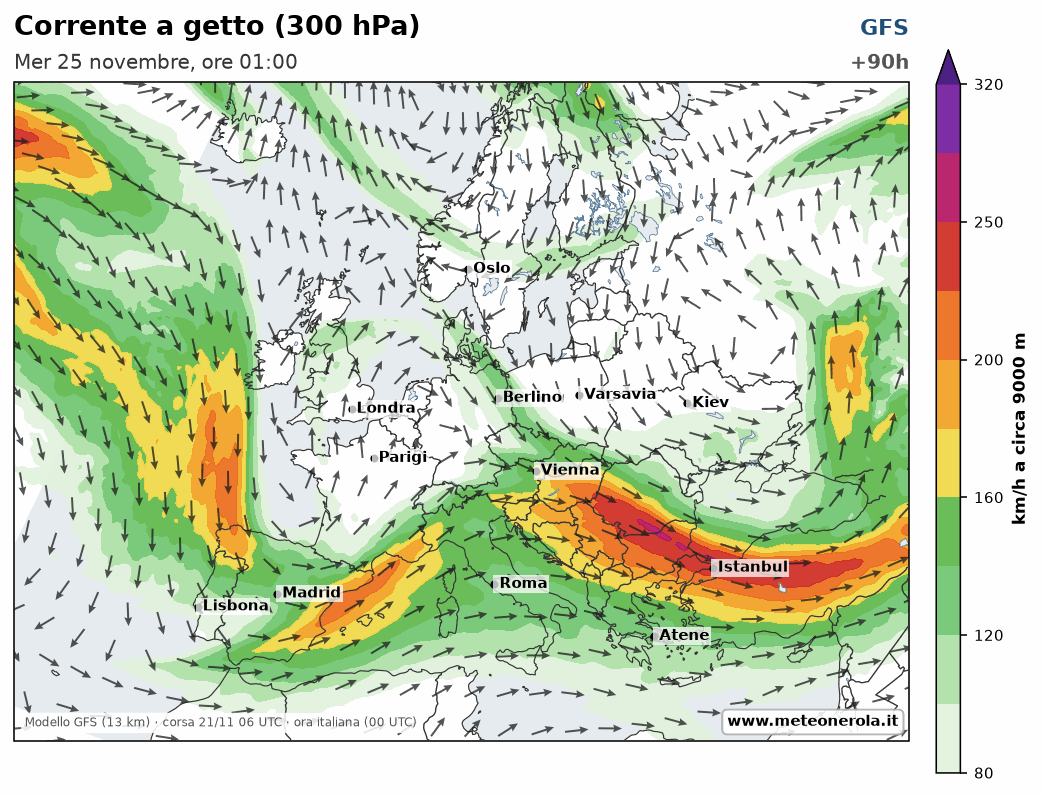 Corrente a getto (300 hPa)
GFS
Mer 25 novembre, ore 01:00
+90h
320
250
200
160
120
80
km/h a circa 9000 m
Oslo
Londra
Berlino
Varsavia
Kiev
Parigi
Vienna
Istanbul
Roma
Madrid
Lisbona
Atene
Modello GFS (13 km) · corsa 21/11 06 UTC · ora italiana (00 UTC)
www.meteonerola.it